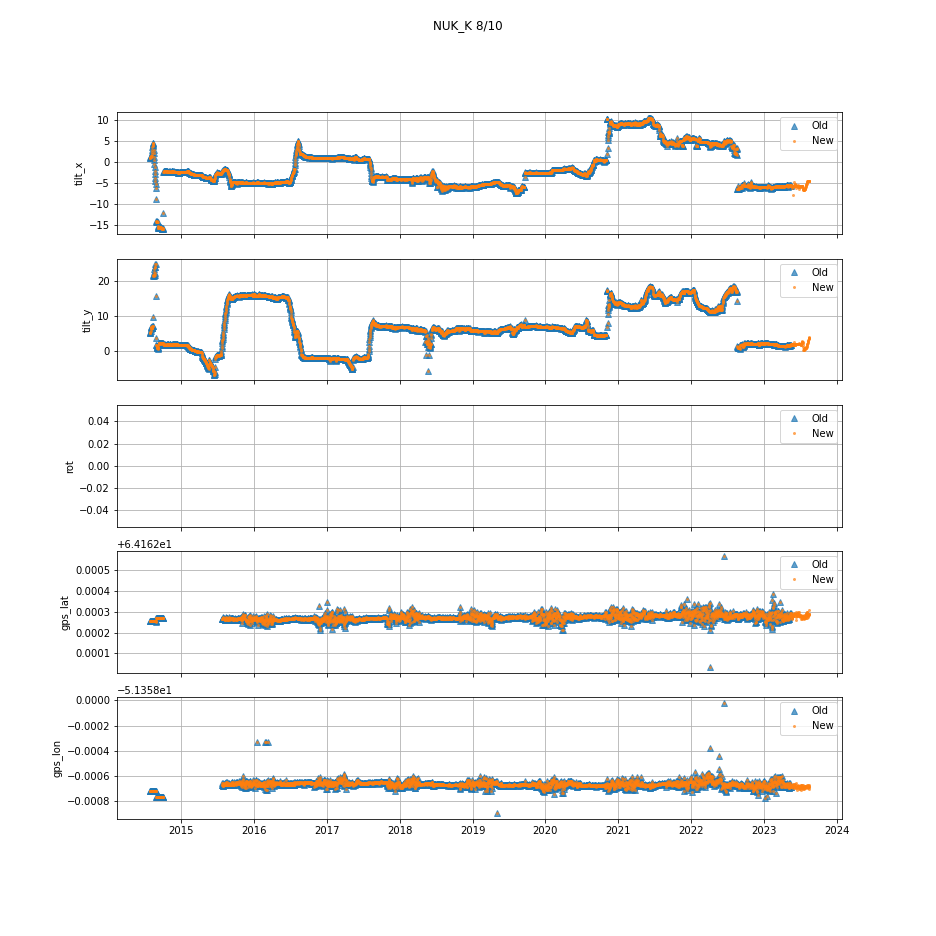 NUK_K 8/10
10
5
0
−5
−10
−15
tilt_x
Old
New
20
10
0
tilt_y
Old
New
0.04
0.02
0.00
−0.02
−0.04
rot
Old
New
+6.4162e1
0.0005
0.0004
0.0003
0.0002
0.0001
gps_lat
Old
New
−5.1358e1
0.0000
−0.0002
−0.0004
−0.0006
−0.0008
gps_lon
Old
New
2015 2016 2017 2018 2019 2020 2021 2022 2023 2024